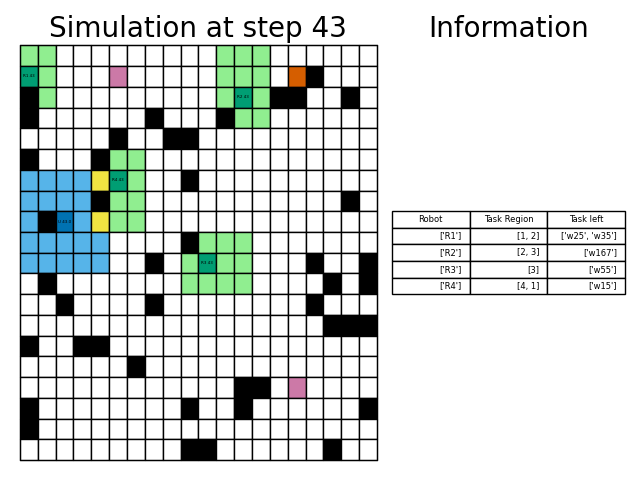 Simulation at step 43
Information
Robot Task Region Task left
['R1'] [1, 2] ['w25', 'w35']
['R2'] [2, 3] ['w167']
['R3'] [3] ['w55']
['R4'] [4, 1] ['w15']